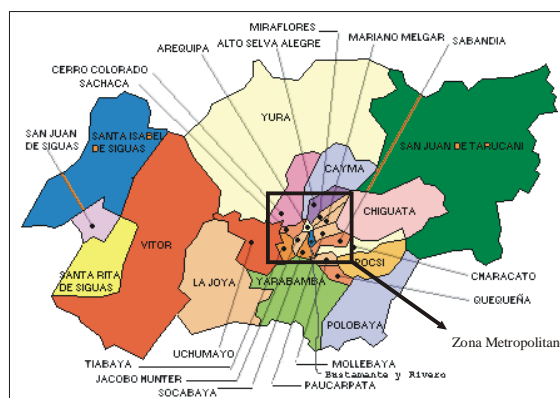 MIRAFLORES
ALTO SELVA ALEGRE
MARIANO MELGAR
AREQUIPA
SABANDIA
CERRO COLORADO
SACHACA
YURA
SAN JUAN
DE SIGUAS
SANTA ISABEL
DE SIGUAS
SAN JUAN DE TARUCANI
CAYMA
CHIGUATA
VITOR
SANTA RITA
DE SIGUAS
LA JOYA
YARABAMBA
POCSI
CHARACATO
QUEQUEÑA
POLOBAYA
Zona Metropolitan
UCHUMAYO
TIABAYA
MOLLEBAYA
JACOBO HUNTER
Bustamente y Rivero
SOCABAYA
PAUCARPATA